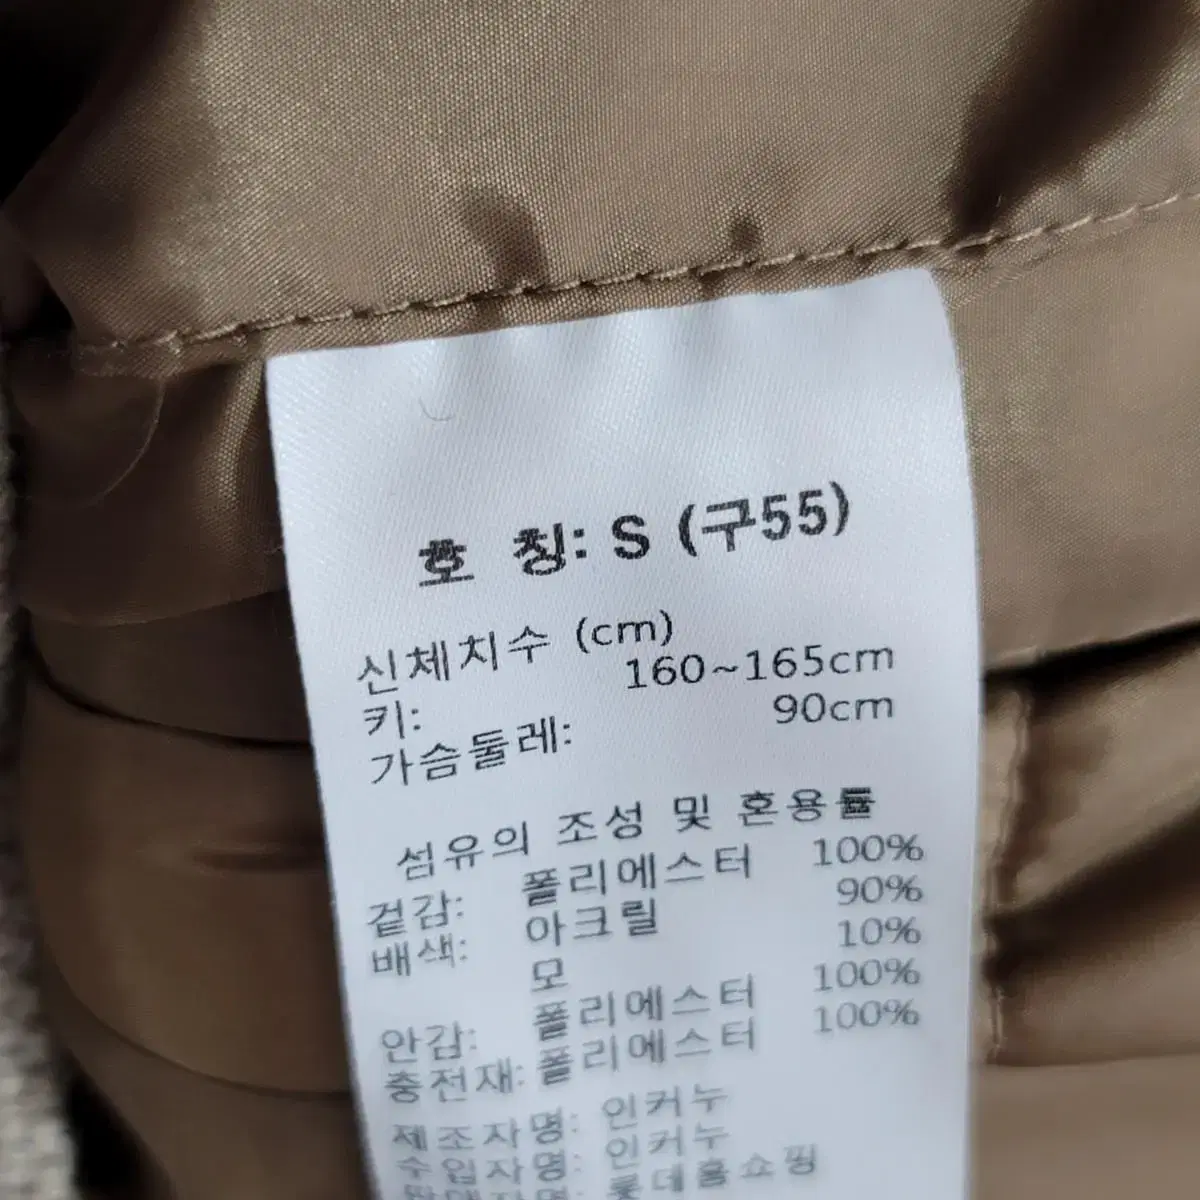 호 칭: S (구55)
신체치수 (cm)
키: 160~165cm
가슴둘레: 90cm
섬유의 조성 및 혼용률
겉감: 폴리에스터 100%
배색: 아크릴 90%
모 10%
안감: 폴리에스터 100%
충전재: 폴리에스터 100%
제조자명: 인커누
수입자명: 인커누
판매자명: 롯데홈쇼핑